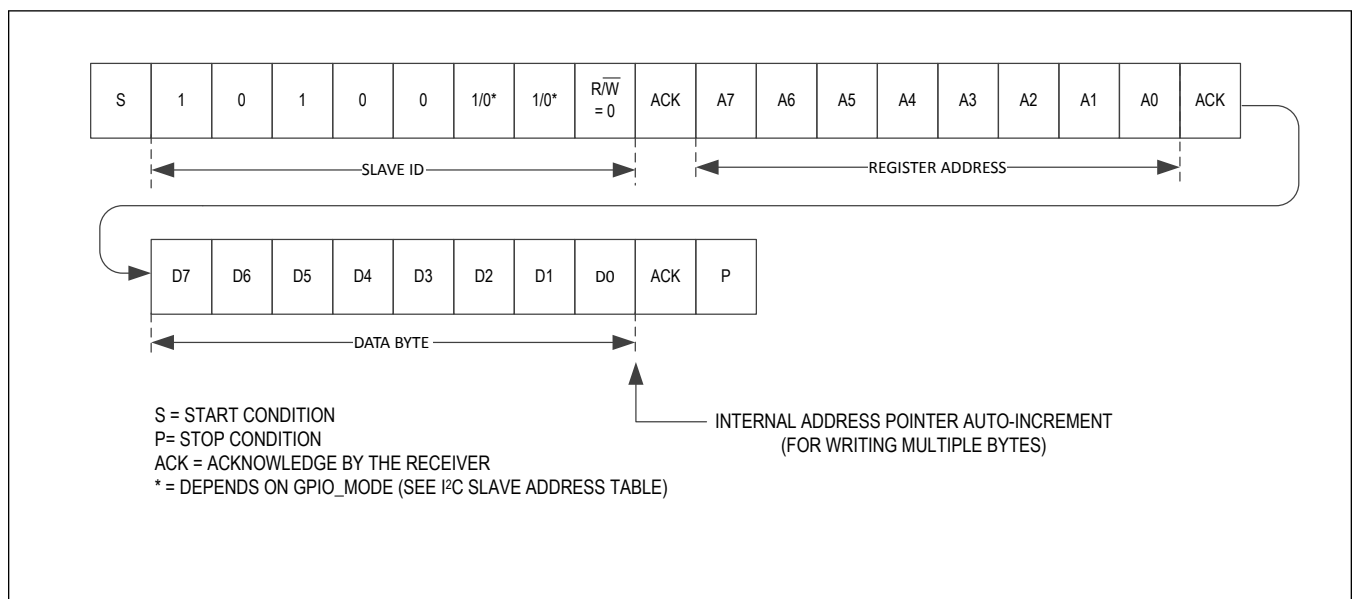 S 1 0 1 0 0 1/0* 1/0* R/W̅ = 0 ACK A7 A6 A5 A4 A3 A2 A1 A0 ACK
SLAVE ID REGISTER ADDRESS
D7 D6 D5 D4 D3 D2 D1 D0 ACK P
DATA BYTE
S = START CONDITION
P= STOP CONDITION
ACK = ACKNOWLEDGE BY THE RECEIVER
* = DEPENDS ON GPIO_MODE (SEE I²C SLAVE ADDRESS TABLE)
INTERNAL ADDRESS POINTER AUTO-INCREMENT
(FOR WRITING MULTIPLE BYTES)